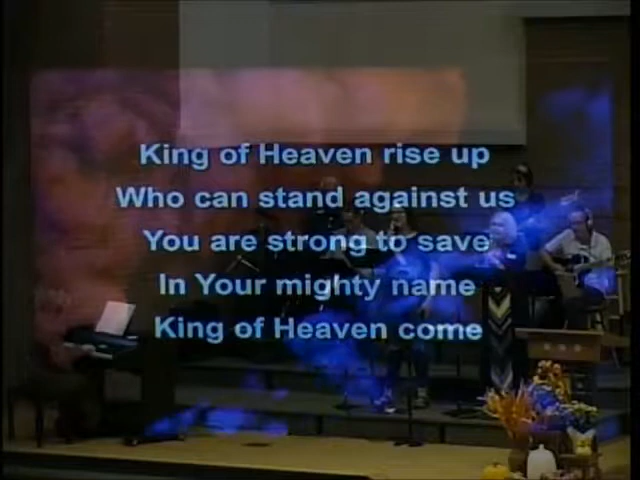 King of Heaven rise up
Who can stand against us
You are strong to save
In Your mighty name
King of Heaven come